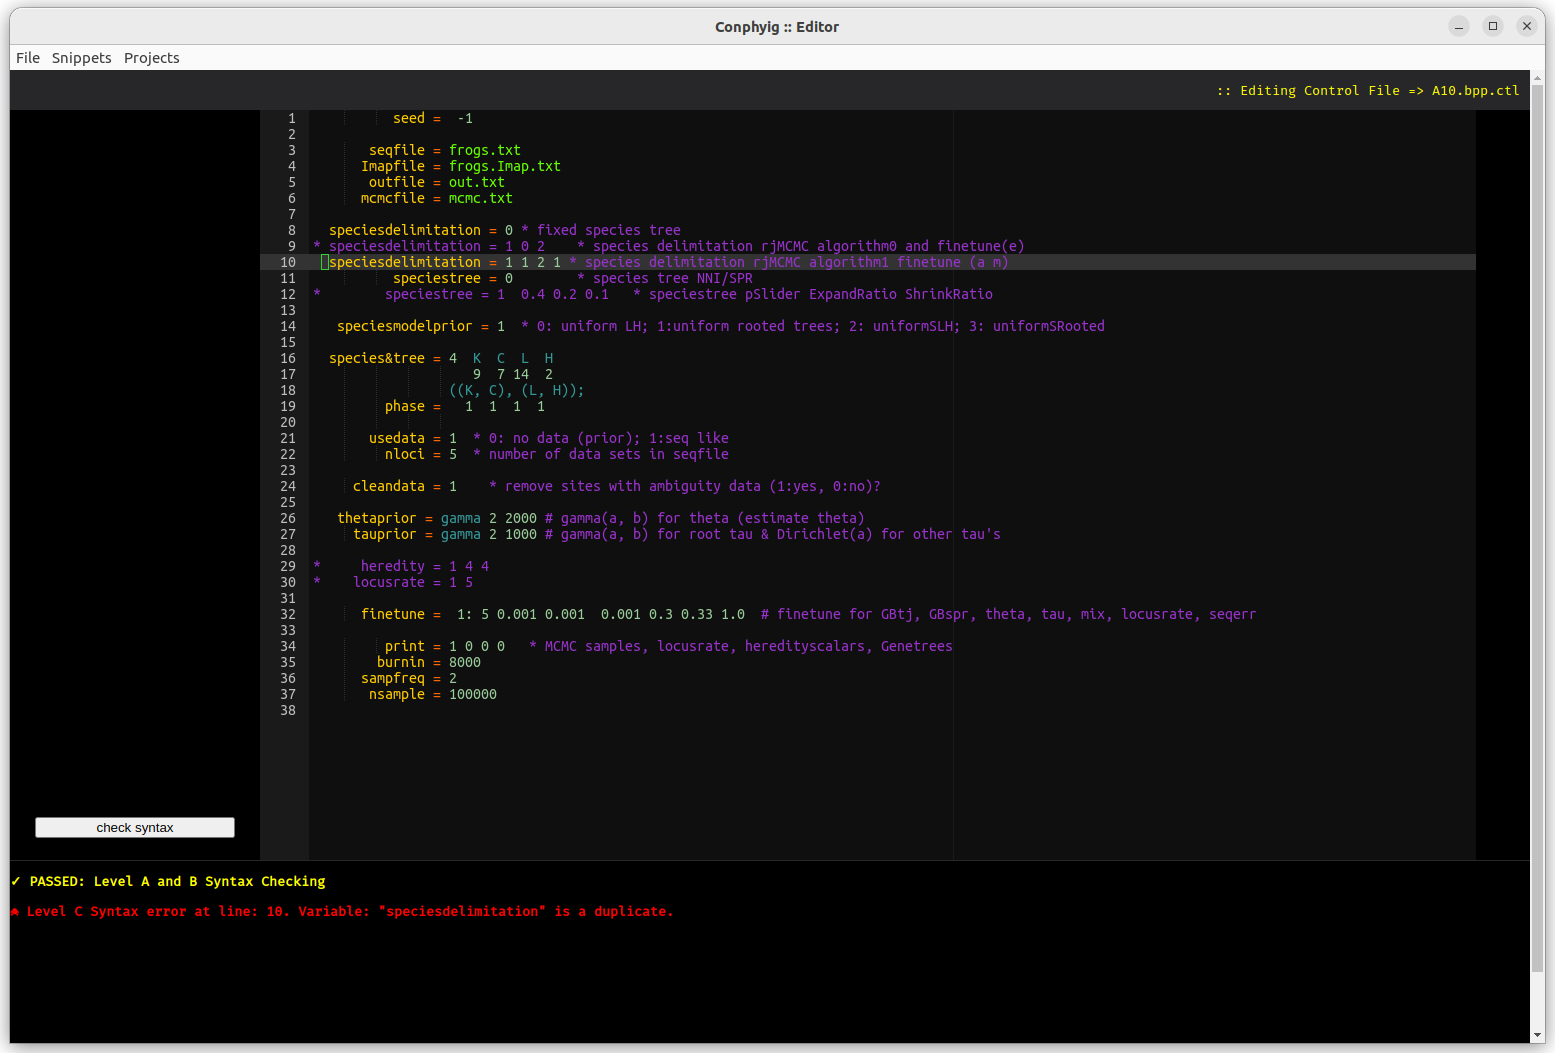 Conphyig :: Editor
File Snippets Projects
:: Editing Control File => A10.bpp.ctl
1 seed = -1
2
3 seqfile = frogs.txt
4 Imapfile = frogs.Imap.txt
5 outfile = out.txt
6 mcmcfile = mcmc.txt
7
8 speciesdelimitation = 0 * fixed species tree
9 * speciesdelimitation = 1 0 2 * species delimitation rjMCMC algorithm0 and finetune(e)
10 speciesdelimitation = 1 1 2 1 * species delimitation rjMCMC algorithm1 finetune (a m)
11 speciestree = 0 * species tree NNI/SPR
12 * speciestree = 1 0.4 0.2 0.1 * speciestree pSlider ExpandRatio ShrinkRatio
13
14 speciesmodelprior = 1 * 0: uniform LH; 1:uniform rooted trees; 2: uniformSLH; 3: uniformSRooted
15
16 species&tree = 4 K C L H
17 9 7 14 2
18 ((K, C), (L, H));
19 phase = 1 1 1 1
20
21 usedata = 1 * 0: no data (prior); 1:seq like
22 nloci = 5 * number of data sets in seqfile
23
24 cleandata = 1 * remove sites with ambiguity data (1:yes, 0:no)?
25
26 thetaprior = gamma 2 2000 # gamma(a, b) for theta (estimate theta)
27 tauprior = gamma 2 1000 # gamma(a, b) for root tau & Dirichlet(a) for other tau's
28
29 * heredity = 1 4 4
30 * locusrate = 1 5
31
32 finetune = 1: 5 0.001 0.001 0.001 0.3 0.33 1.0 # finetune for GBtj, GBspr, theta, tau, mix, locusrate, seqerr
33
34 print = 1 0 0 0 * MCMC samples, locusrate, heredityscalars, Genetrees
35 burnin = 8000
36 sampfreq = 2
37 nsample = 100000
38
check syntax
✓ PASSED: Level A and B Syntax Checking
Level C Syntax error at line: 10. Variable: "speciesdelimitation" is a duplicate.